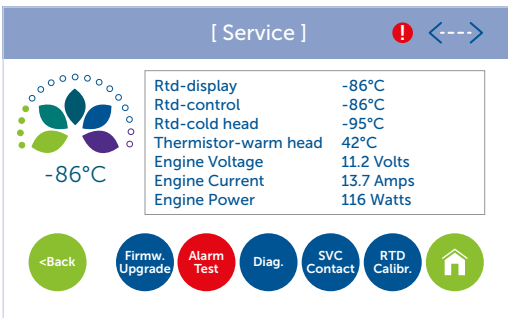 [ Service ]
!
Rtd-display -86°C
Rtd-control -86°C
Rtd-cold head -95°C
Thermistor-warm head 42°C
Engine Voltage 11.2 Volts
Engine Current 13.7 Amps
Engine Power 116 Watts
-86°C
<Back
Firmw.
Upgrade
Alarm
Test
Diag.
SVC
Contact
RTD
Calibr.